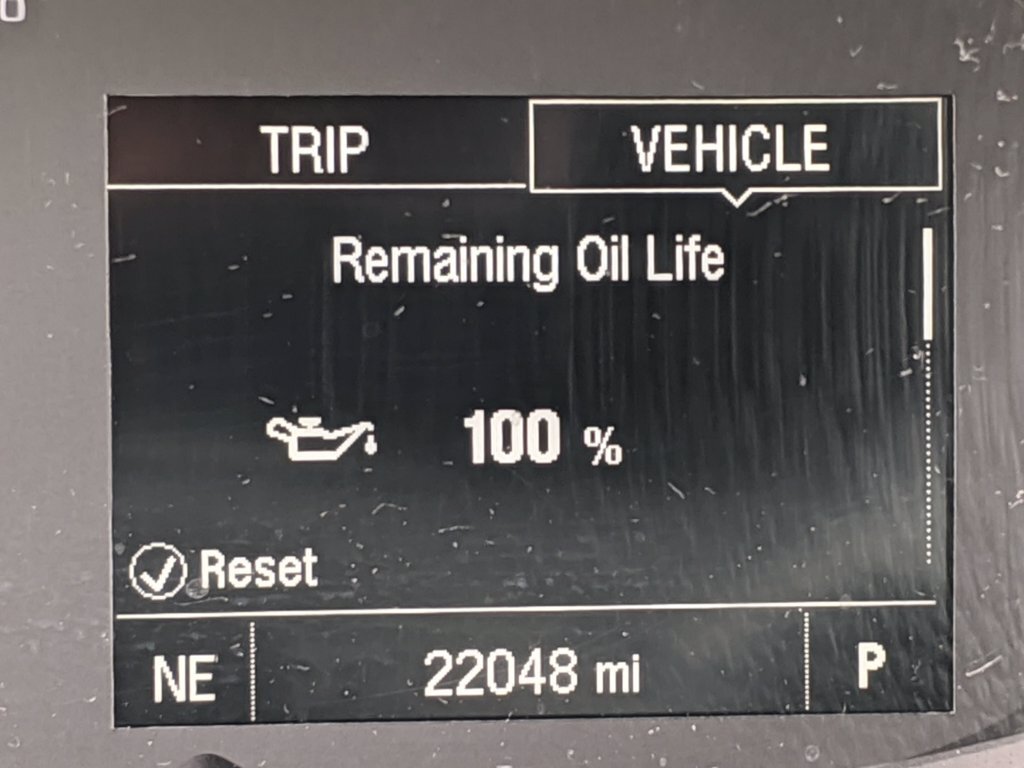 TRIP VEHICLE
Remaining Oil Life
100 %
Reset
NE 22048 mi P